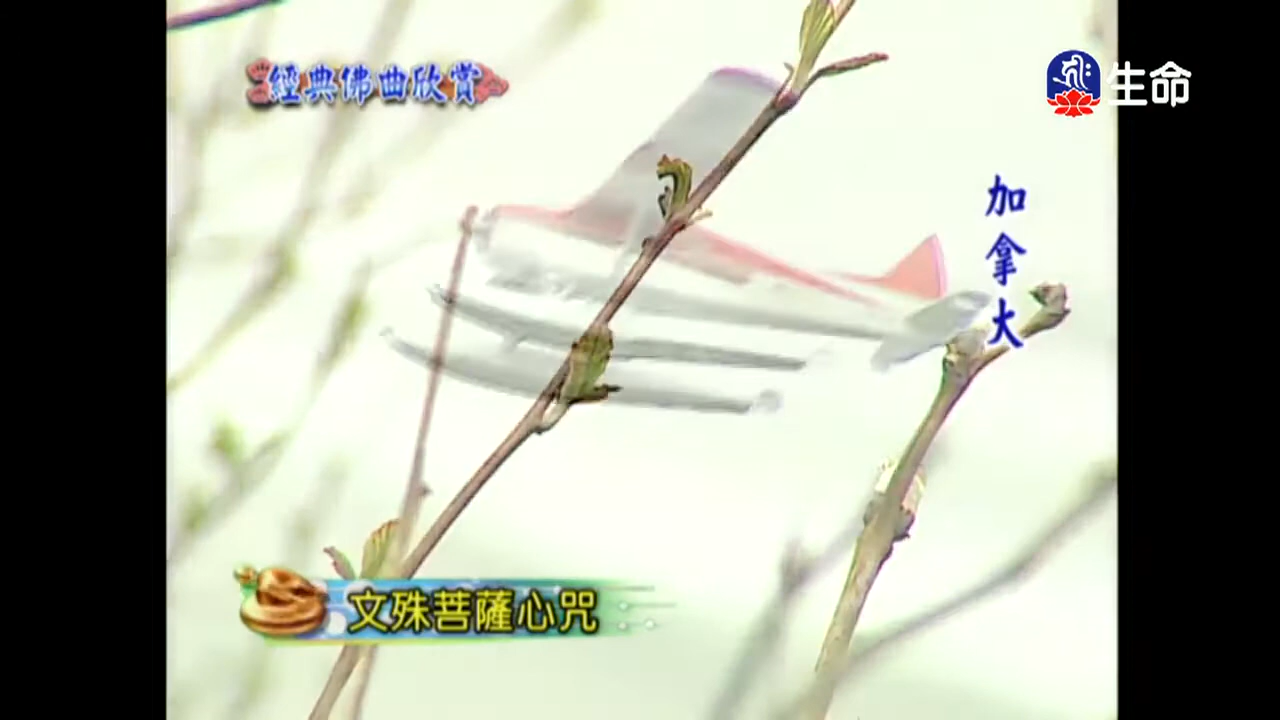 經典佛曲欣賞
生命
加拿大
文殊菩薩心咒